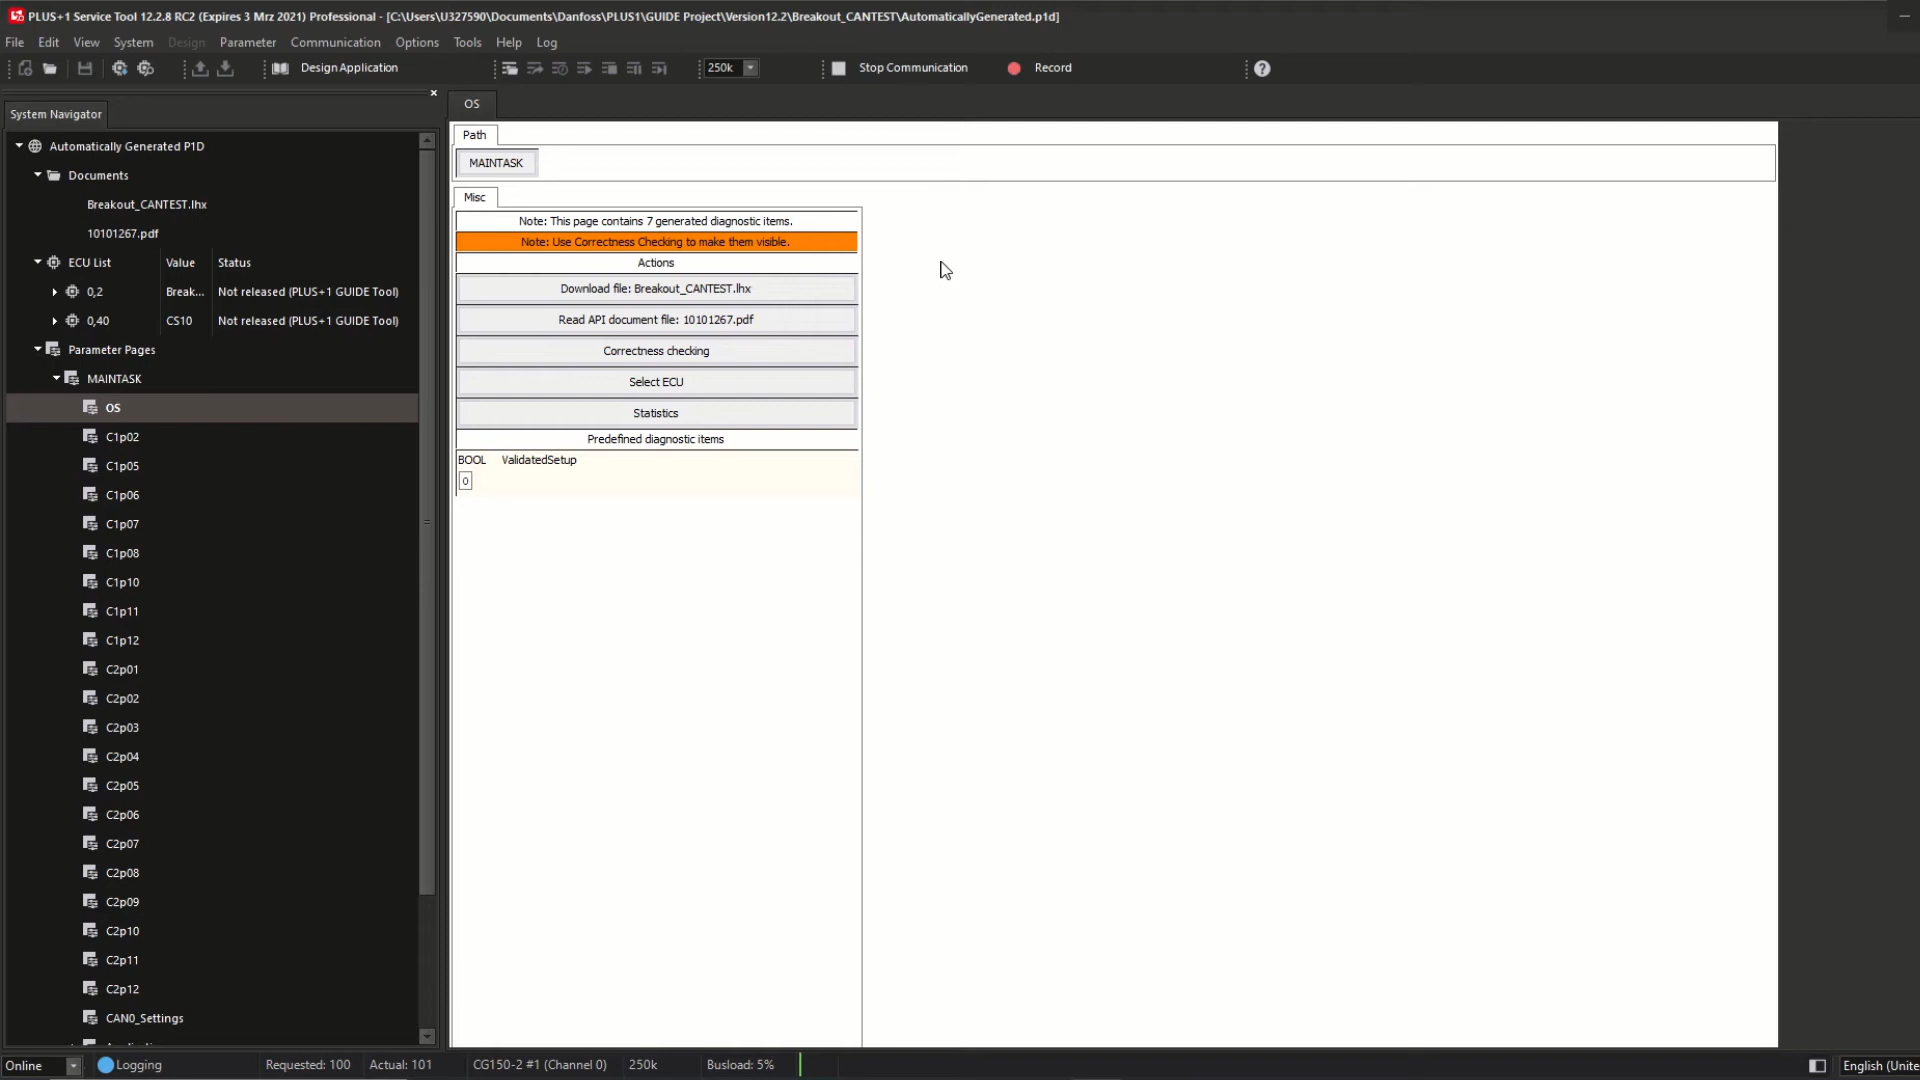 PLUS+1 Service Tool 12.2.8 RC2 (Expires 3 Mrz 2021) Professional - [C:\Users\U327590\Documents\Danfoss\PLUS1\GUIDE Project\Version12.2\Breakout_CANTEST\AutomaticallyGenerated.p1d]
File Edit View System Design Parameter Communication Options Tools Help Log
Design Application 250k Stop Communication Record
System Navigator
Automatically Generated P1D
Documents
Breakout_CANTEST.lhx
10101267.pdf
ECU List Value Status
0,2 Break... Not released (PLUS+1 GUIDE Tool)
0,40 CS10 Not released (PLUS+1 GUIDE Tool)
Parameter Pages
MAINTASK
OS
C1p02
C1p05
C1p06
C1p07
C1p08
C1p10
C1p11
C1p12
C2p01
C2p02
C2p03
C2p04
C2p05
C2p06
C2p07
C2p08
C2p09
C2p10
C2p11
C2p12
CAN0_Settings
OS
Path
MAINTASK
Misc
Note: This page contains 7 generated diagnostic items.
Note: Use Correctness Checking to make them visible.
Actions
Download file: Breakout_CANTEST.lhx
Read API document file: 10101267.pdf
Correctness checking
Select ECU
Statistics
Predefined diagnostic items
BOOL ValidatedSetup
0
Online Logging Requested: 100 Actual: 101 CG150-2 #1 (Channel 0) 250k Busload: 5% English (Unite